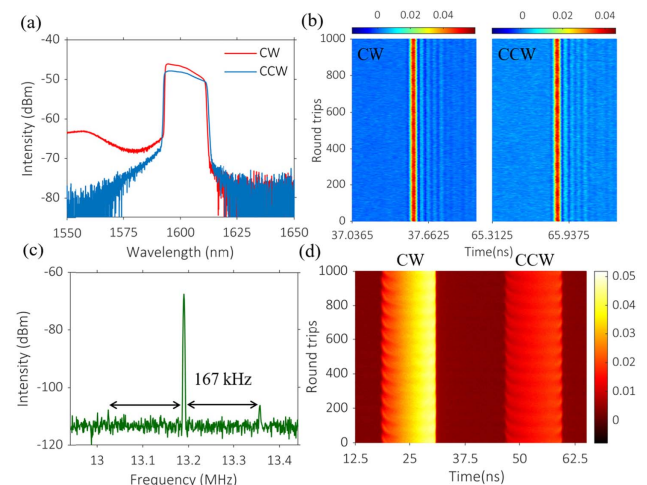 (a)
-40
-50
-60
-70
-80
Intensity (dBm)
CW
CCW
1550 1575 1600 1625 1650
Wavelength (nm)
(b)
0 0.02 0.04
0 0.02 0.04
1000
800
600
400
200
0
Round trips
CW
CCW
37.0365 37.6625 65.3125 65.9375
Time(ns)
(c)
-60
-80
-100
-120
Intensity (dBm)
167 kHz
13 13.1 13.2 13.3 13.4
Frequency (MHz)
(d)
CW CCW
1000
800
600
400
200
0
Round trips
12.5 25 37.5 50 62.5
Time(ns)
0.05
0.04
0.03
0.02
0.01
0